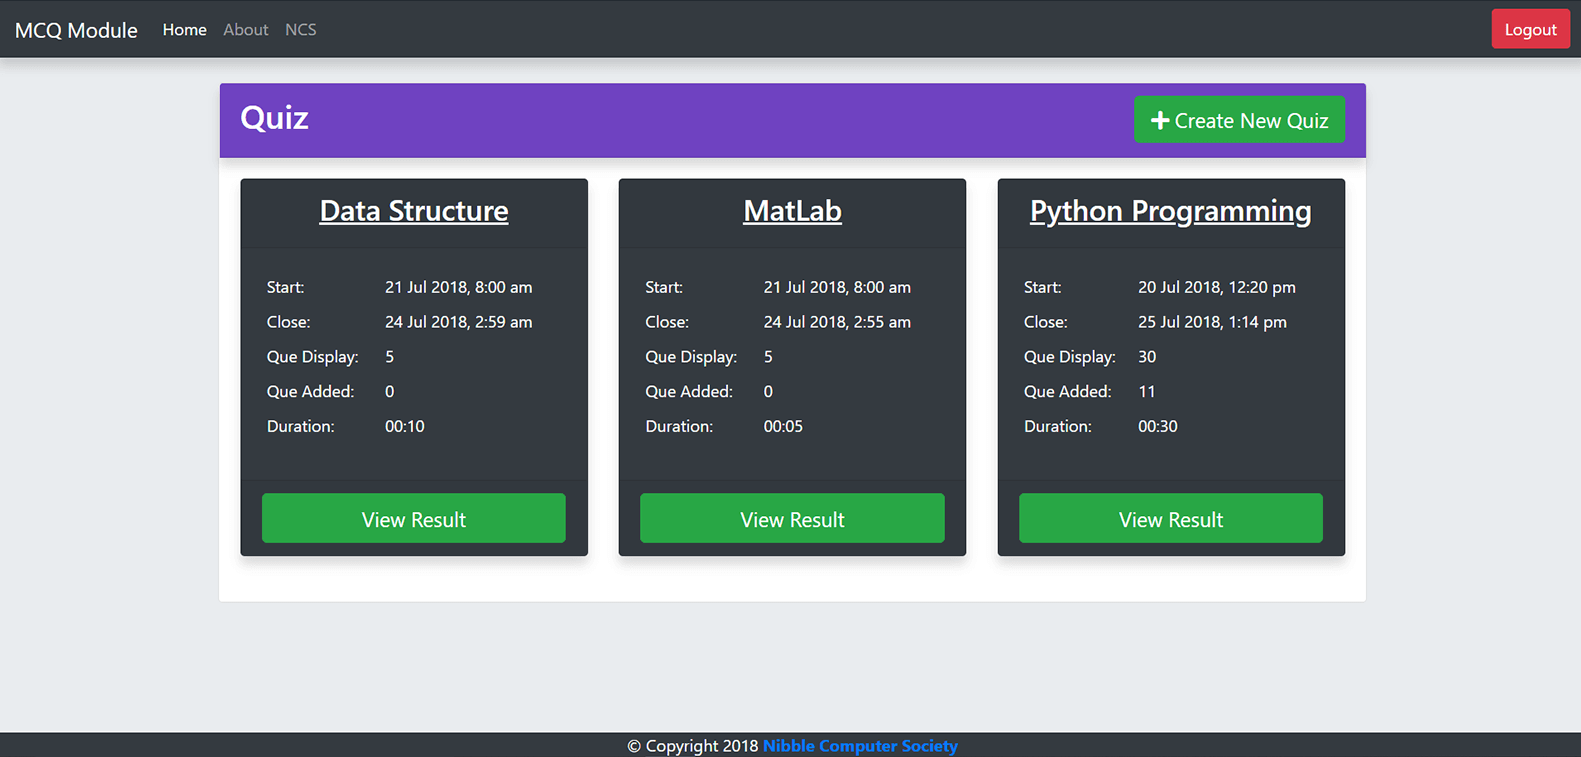 MCQ Module Home About NCS Logout
Quiz Create New Quiz
Data Structure
Start: 21 Jul 2018, 8:00 am
Close: 24 Jul 2018, 2:59 am
Que Display: 5
Que Added: 0
Duration: 00:10
View Result
MatLab
Start: 21 Jul 2018, 8:00 am
Close: 24 Jul 2018, 2:55 am
Que Display: 5
Que Added: 0
Duration: 00:05
View Result
Python Programming
Start: 20 Jul 2018, 12:20 pm
Close: 25 Jul 2018, 1:14 pm
Que Display: 30
Que Added: 11
Duration: 00:30
View Result
© Copyright 2018 Nibble Computer Society